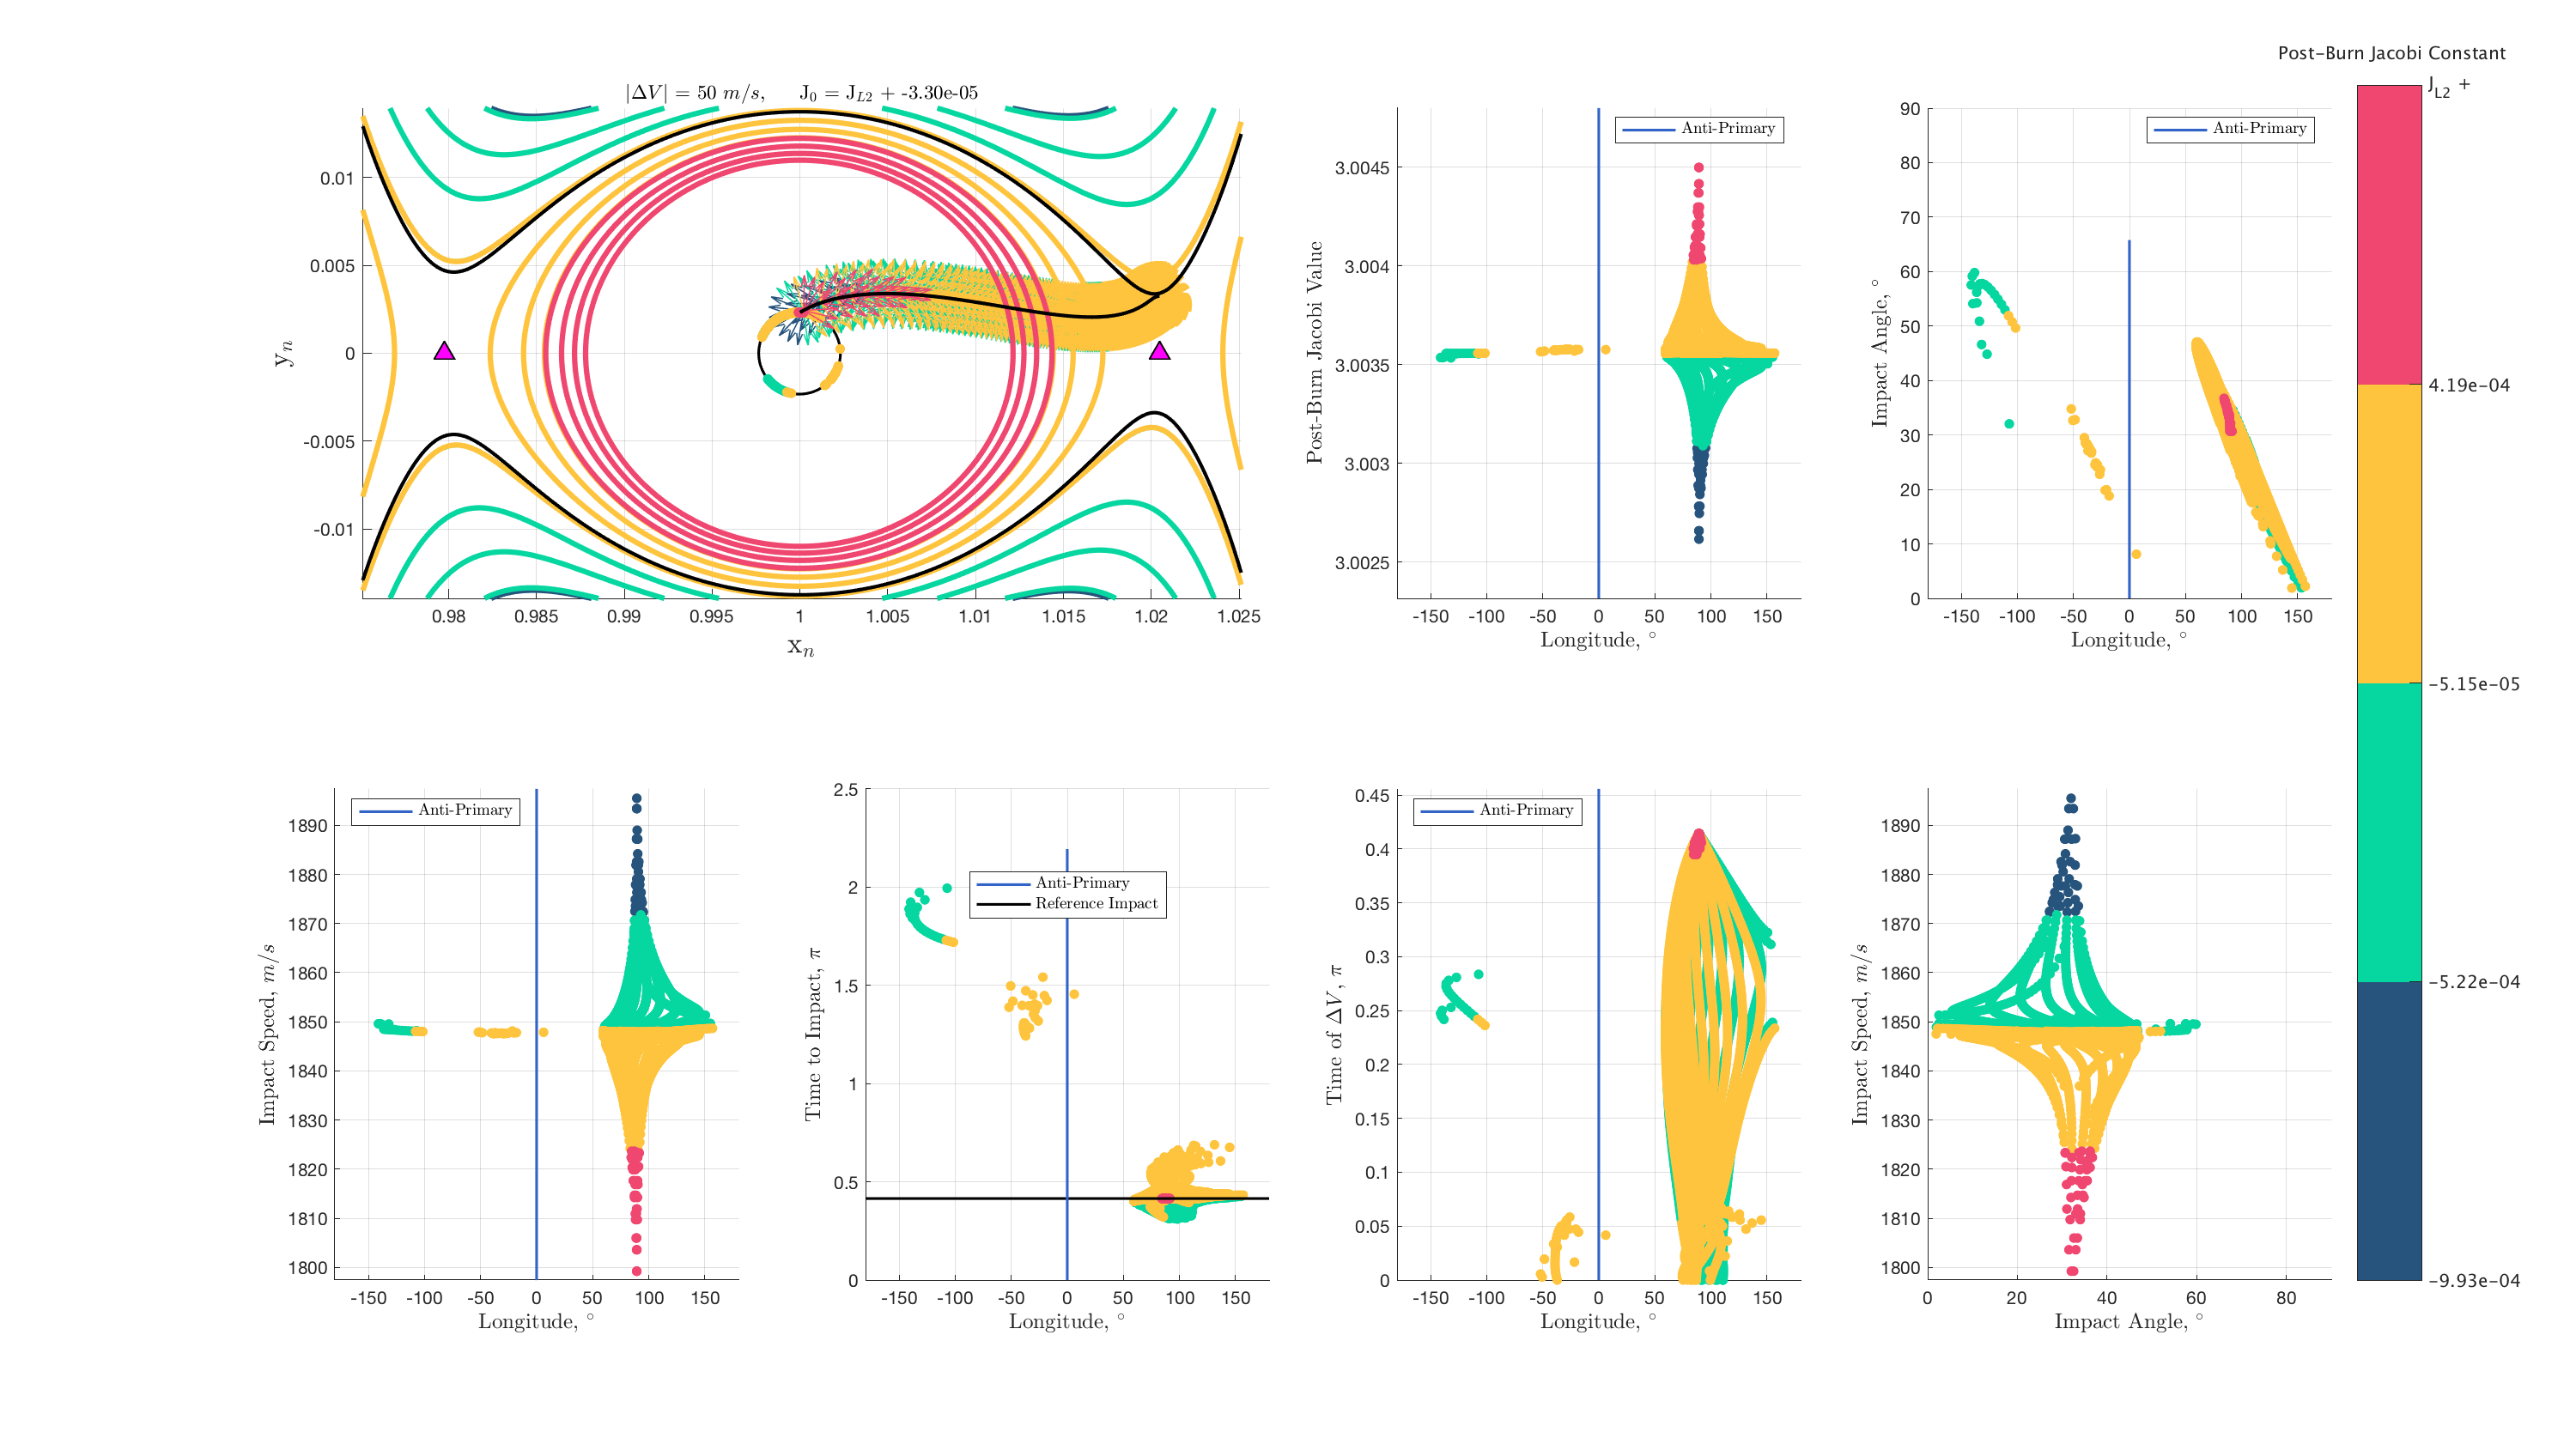 Post-Burn Jacobi Constant
|ΔV| = 50 m/s, J₀ = J_{L2} + -3.30e-05
J_{L2} +
4.19e-04
-5.15e-05
-5.22e-04
-9.93e-04
0.01
0.005
0
-0.005
-0.01
y_n
0.98 0.985 0.99 0.995 1 1.005 1.01 1.015 1.02 1.025
x_n
Anti-Primary
3.0045
3.004
3.0035
3.003
3.0025
Post-Burn Jacobi Value
-150 -100 -50 0 50 100 150
Longitude, °
Anti-Primary
90
80
70
60
50
40
30
20
10
0
Impact Angle, °
-150 -100 -50 0 50 100 150
Longitude, °
Anti-Primary
1890
1880
1870
1860
1850
1840
1830
1820
1810
1800
Impact Speed, m/s
-150 -100 -50 0 50 100 150
Longitude, °
2.5
2
1.5
1
0.5
0
Time to Impact, π
Anti-Primary
Reference Impact
-150 -100 -50 0 50 100 150
Longitude, °
Anti-Primary
0.45
0.4
0.35
0.3
0.25
0.2
0.15
0.1
0.05
0
Time of ΔV, π
-150 -100 -50 0 50 100 150
Longitude, °
1890
1880
1870
1860
1850
1840
1830
1820
1810
1800
Impact Speed, m/s
0 20 40 60 80
Impact Angle, °